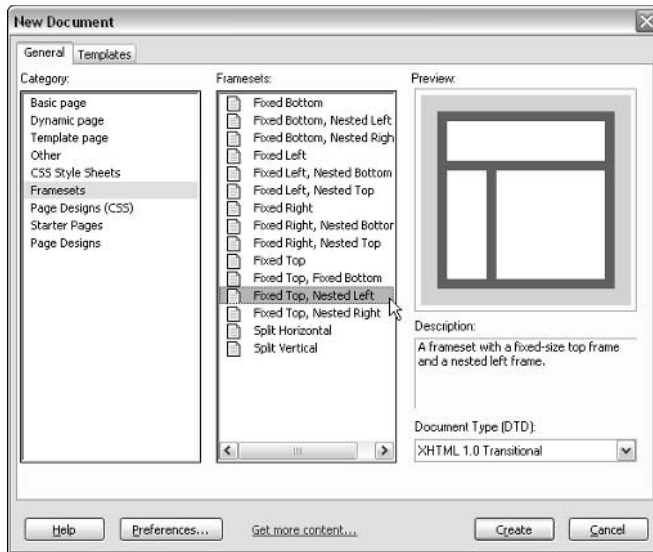 New Document
General
Templates
Category:
Basic page
Dynamic page
Template page
Other
CSS Style Sheets
Framesets
Page Designs (CSS)
Starter Pages
Page Designs
Framesets:
Fixed Bottom
Fixed Bottom, Nested Left
Fixed Bottom, Nested Righ
Fixed Left
Fixed Left, Nested Bottom
Fixed Left, Nested Top
Fixed Right
Fixed Right, Nested Bottor
Fixed Right, Nested Top
Fixed Top
Fixed Top, Fixed Bottom
Fixed Top, Nested Left
Fixed Top, Nested Right
Split Horizontal
Split Vertical
Preview:
Description:
A frameset with a fixed-size top frame
and a nested left frame.
Document Type (DTD):
XHTML 1.0 Transitional
Help
Preferences...
Get more content...
Create
Cancel